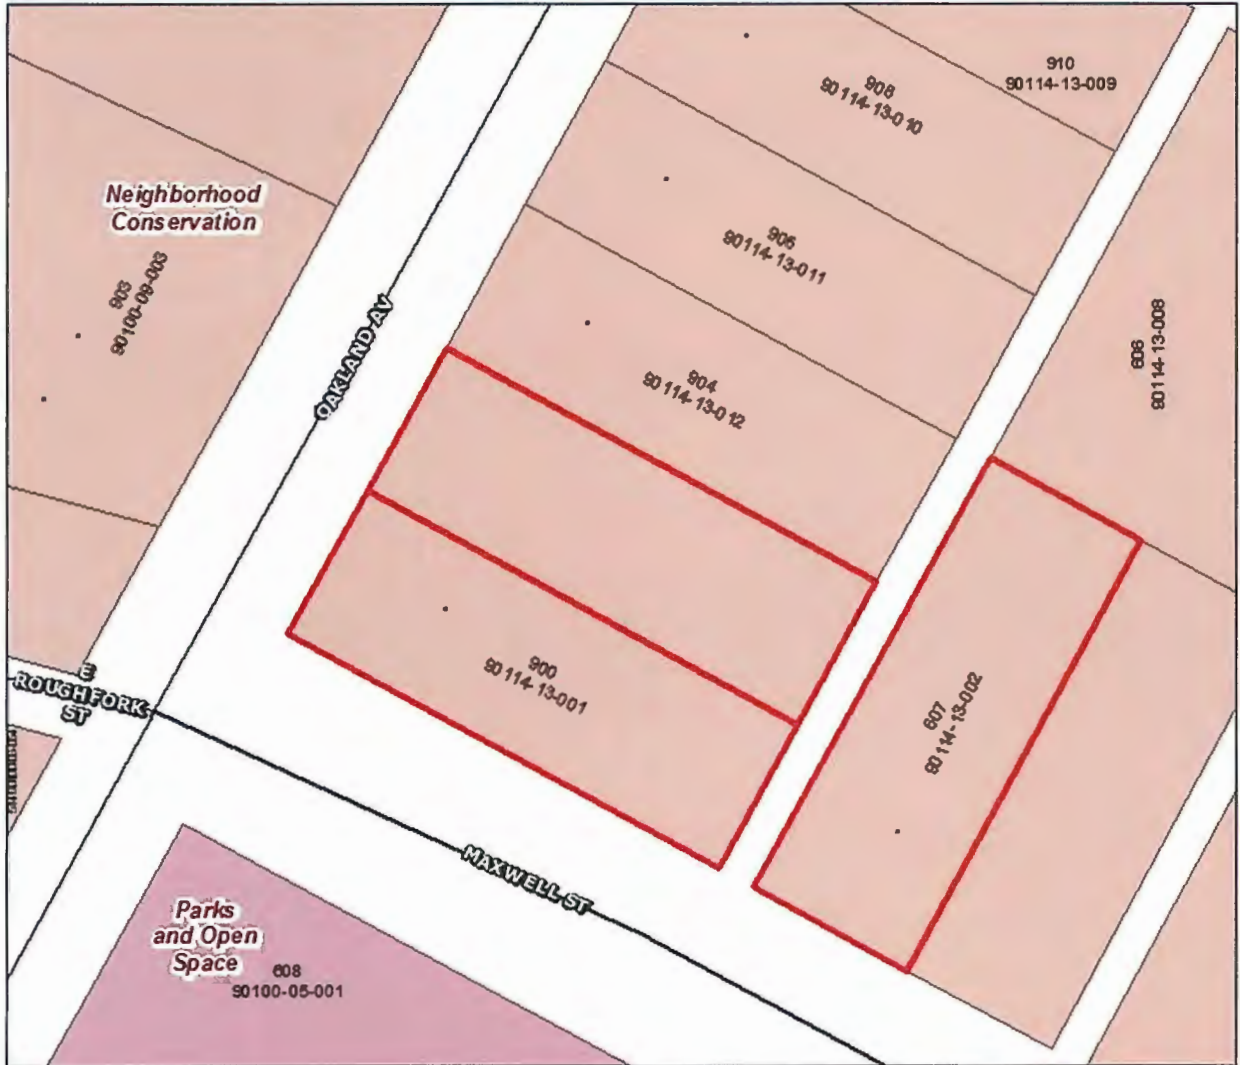 910
90114-13-009
908
90114-13-010
Neighborhood
Conservation
906
90114-13-011
903
90100-09-003
OAKLAND AV
606
90114-13-008
904
90114-13-012
E
ROUGHFORK
ST
900
90114-13-001
607
90114-13-002
MAXWELL ST
Parks
and Open
Space
608
90100-05-001